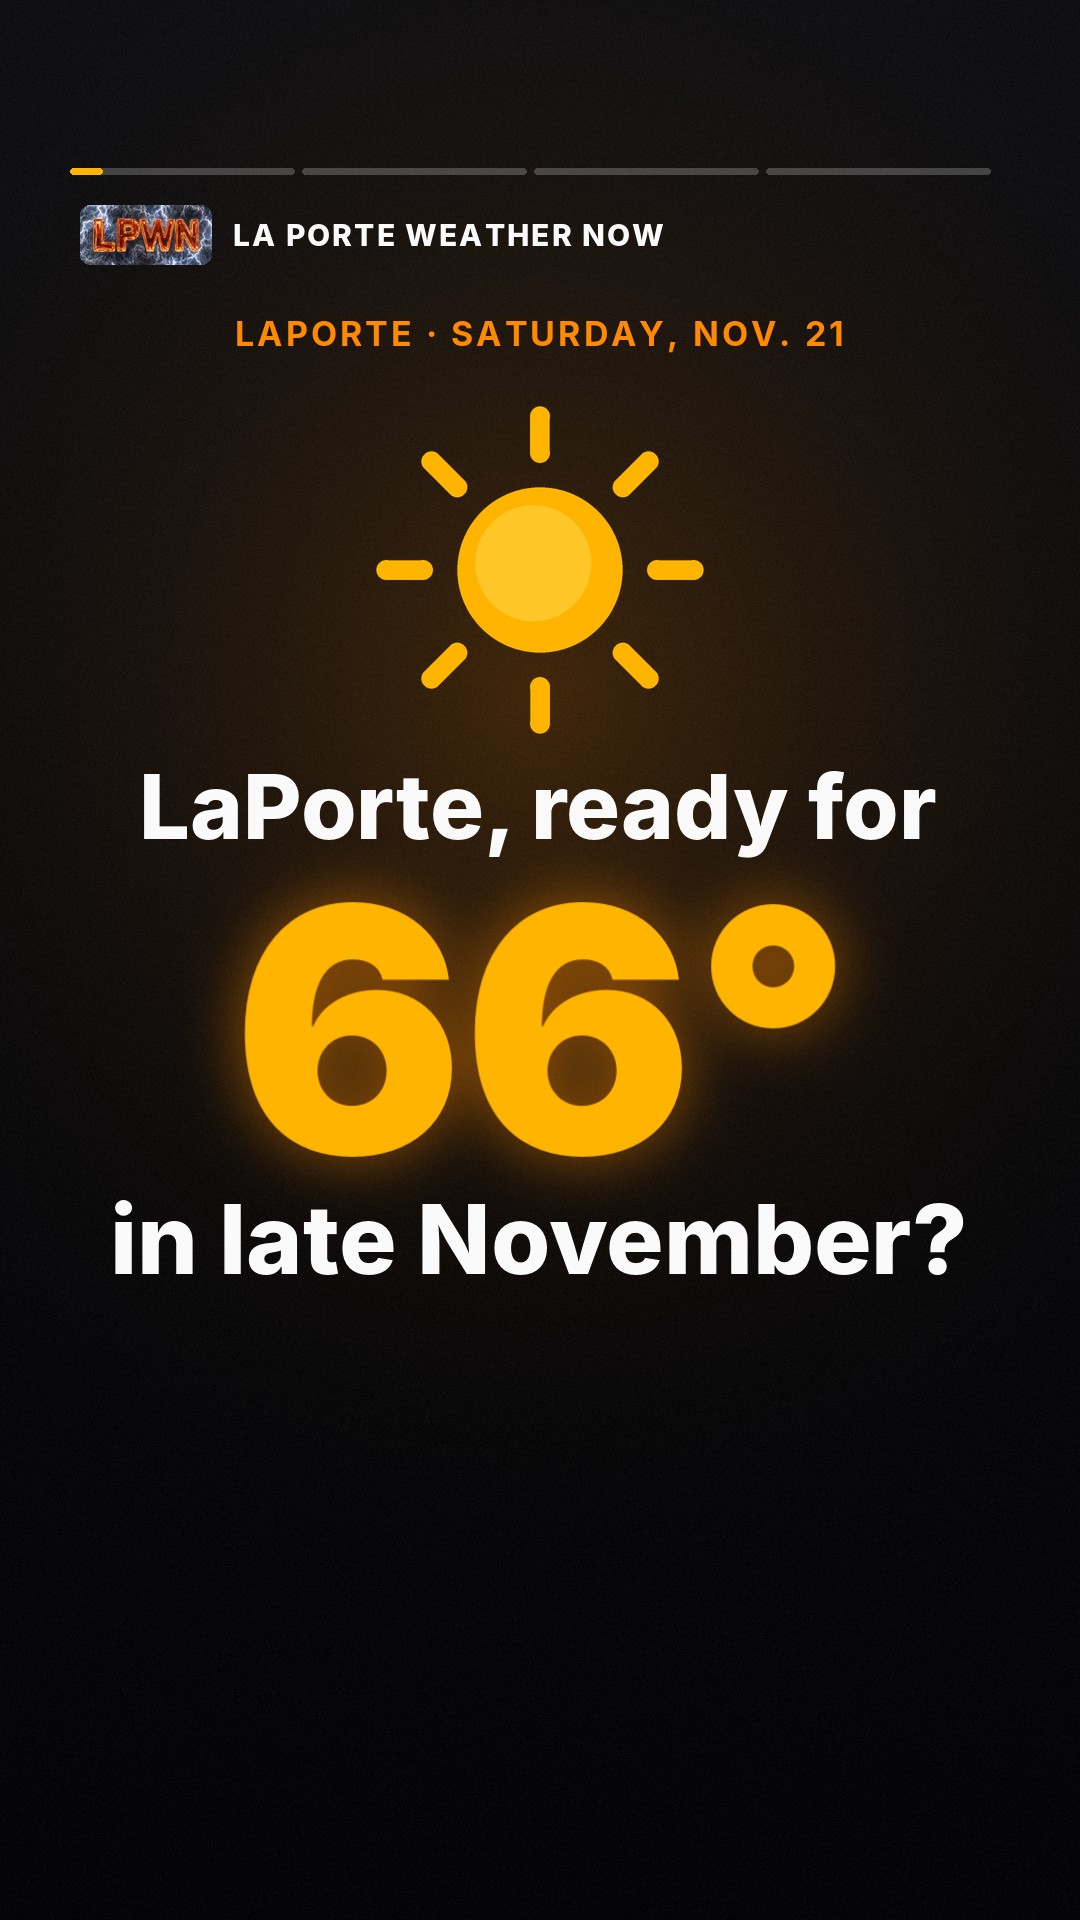 LPWN
LA PORTE WEATHER NOW
LAPORTE · SATURDAY, NOV. 21
LaPorte, ready for
66°
in late November?